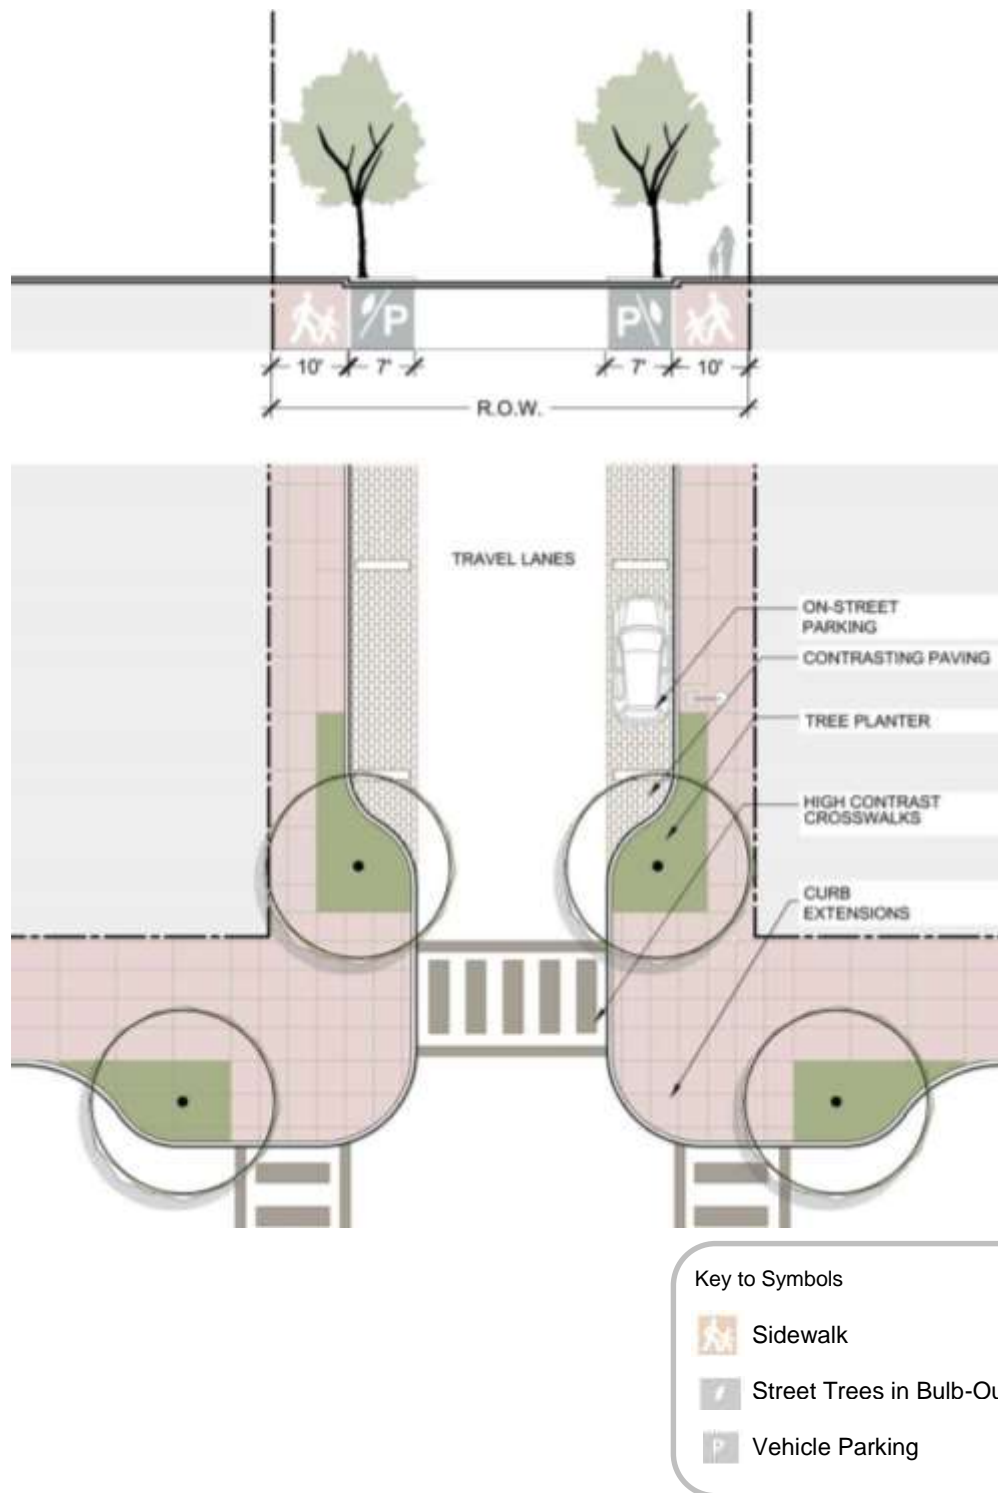 P
P
10'
7'
7'
10'
R.O.W.
TRAVEL LANES
ON-STREET
PARKING
CONTRASTING PAVING
TREE PLANTER
HIGH CONTRAST
CROSSWALKS
CURB
EXTENSIONS
Key to Symbols
Sidewalk
Street Trees in Bulb-Ou
P
Vehicle Parking